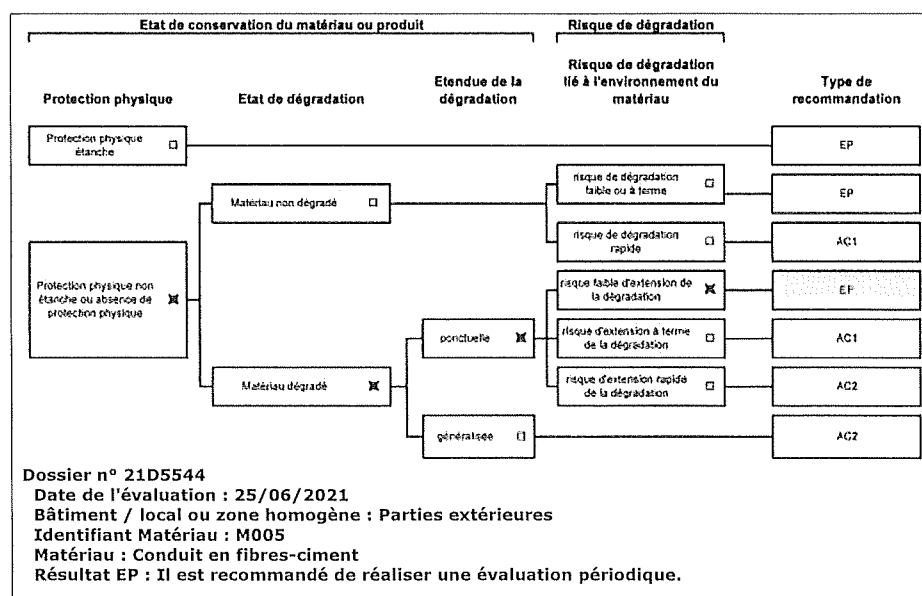 Etat de conservation du matériau ou produit
Risque de dégradation
Protection physique
Etat de dégradation
Etendue de la
dégradation
Risque de dégradation
lié à l'environnement du
matériau
Type de
recommandation
Protection physique
étanche
EP
Matériau non dégradé
risque de dégradation
faible ou à terme
EP
risque de dégradation
rapide
AC1
Protection physique non
étanche ou absence de
protection physique
risque faible d'extension de
la dégradation
EP
ponctuelle
risque d'extension à terme
de la dégradation
AC1
Matériau dégradé
risque d'extension rapide
de la dégradation
AC2
généralisée
AC2
Dossier n° 21D5544
Date de l'évaluation : 25/06/2021
Bâtiment / local ou zone homogène : Parties extérieures
Identifiant Matériau : M005
Matériau : Conduit en fibres-ciment
Résultat EP : Il est recommandé de réaliser une évaluation périodique.